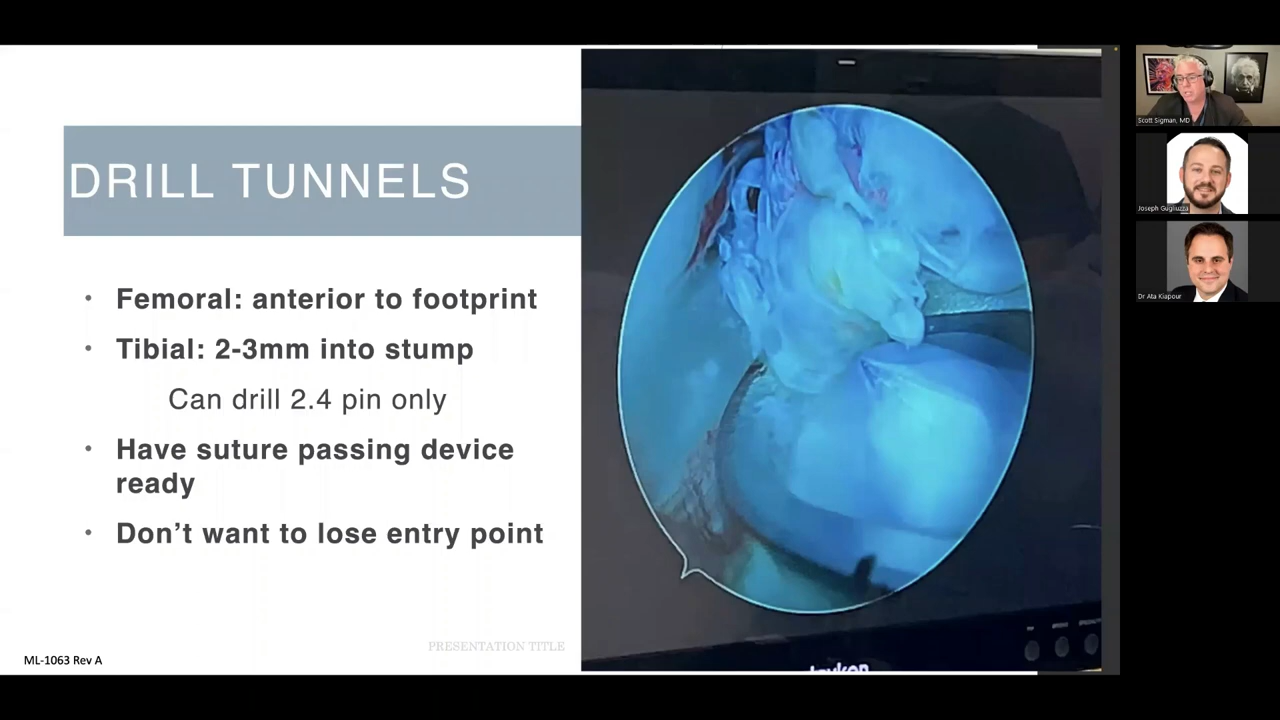 DRILL TUNNELS
• Femoral: anterior to footprint
• Tibial: 2-3mm into stump
Can drill 2.4 pin only
• Have suture passing device
ready
• Don’t want to lose entry point
PRESENTATION TITLE
ML-1063 Rev A
Scott Sigman, MD
Joseph Gugliuzza
Dr Ata Kiapour